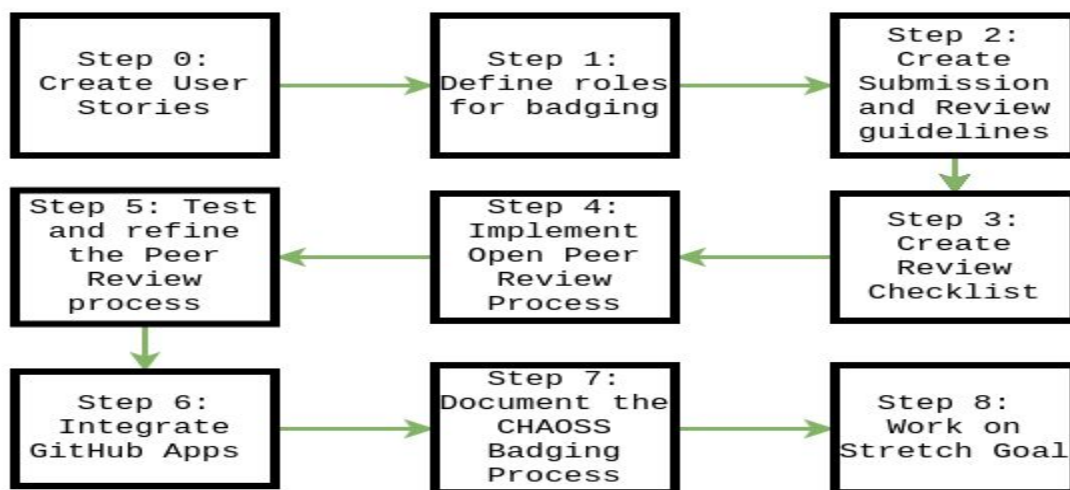 Step 0:
Create User
Stories
Step 1:
Define roles
for badging
Step 2:
Create
Submission
and Review
guidelines
Step 3:
Create
Review
Checklist
Step 4:
Implement
Open Peer
Review
Process
Step 5: Test
and refine
the Peer
Review
process
Step 6:
Integrate
GitHub Apps
Step 7:
Document the
CHAOSS
Badging
Process
Step 8:
Work on
Stretch Goal